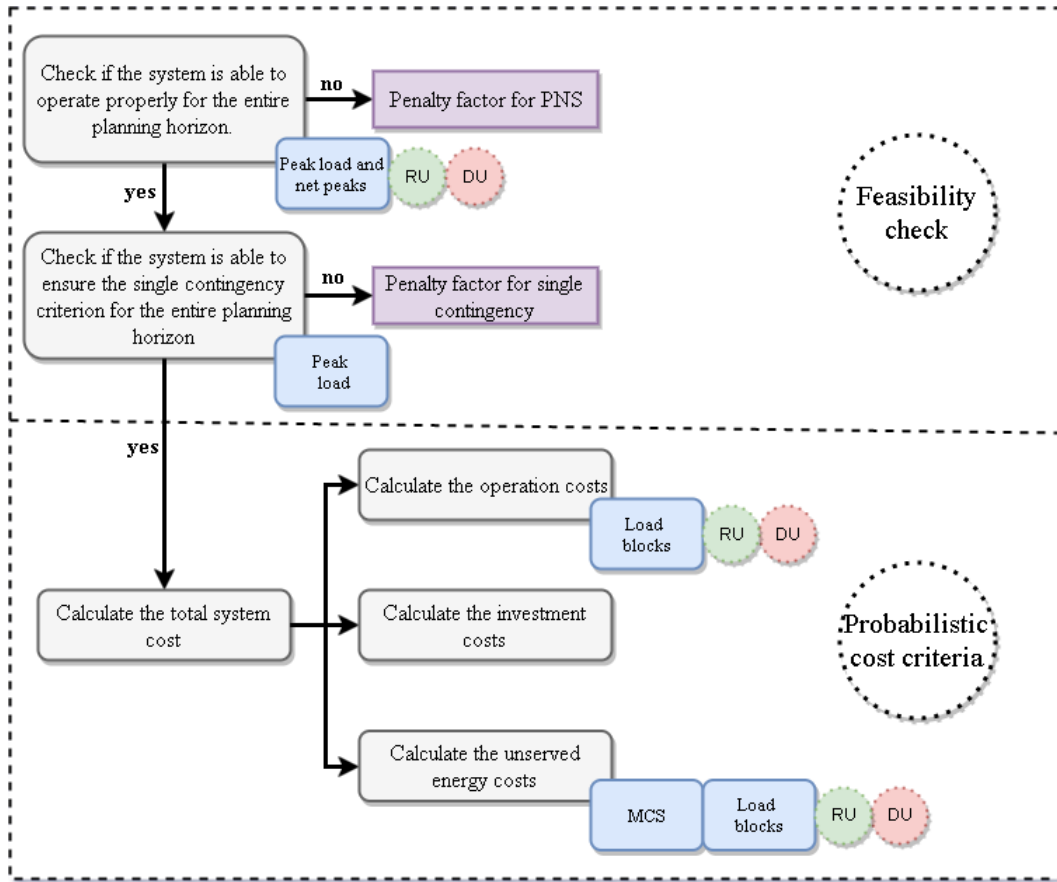 Check if the system is able to
operate properly for the entire
planning horizon.
no
Penalty factor for PNS
Peak load and
net peaks
RU
DU
yes
Feasibility
check
Check if the system is able to
ensure the single contingency
criterion for the entire planning
horizon
no
Penalty factor for single
contingency
Peak
load
yes
Calculate the operation costs
Load
blocks
RU
DU
Calculate the total system
cost
Calculate the investment
costs
Probabilistic
cost criteria
Calculate the unserved
energy costs
MCS
Load
blocks
RU
DU